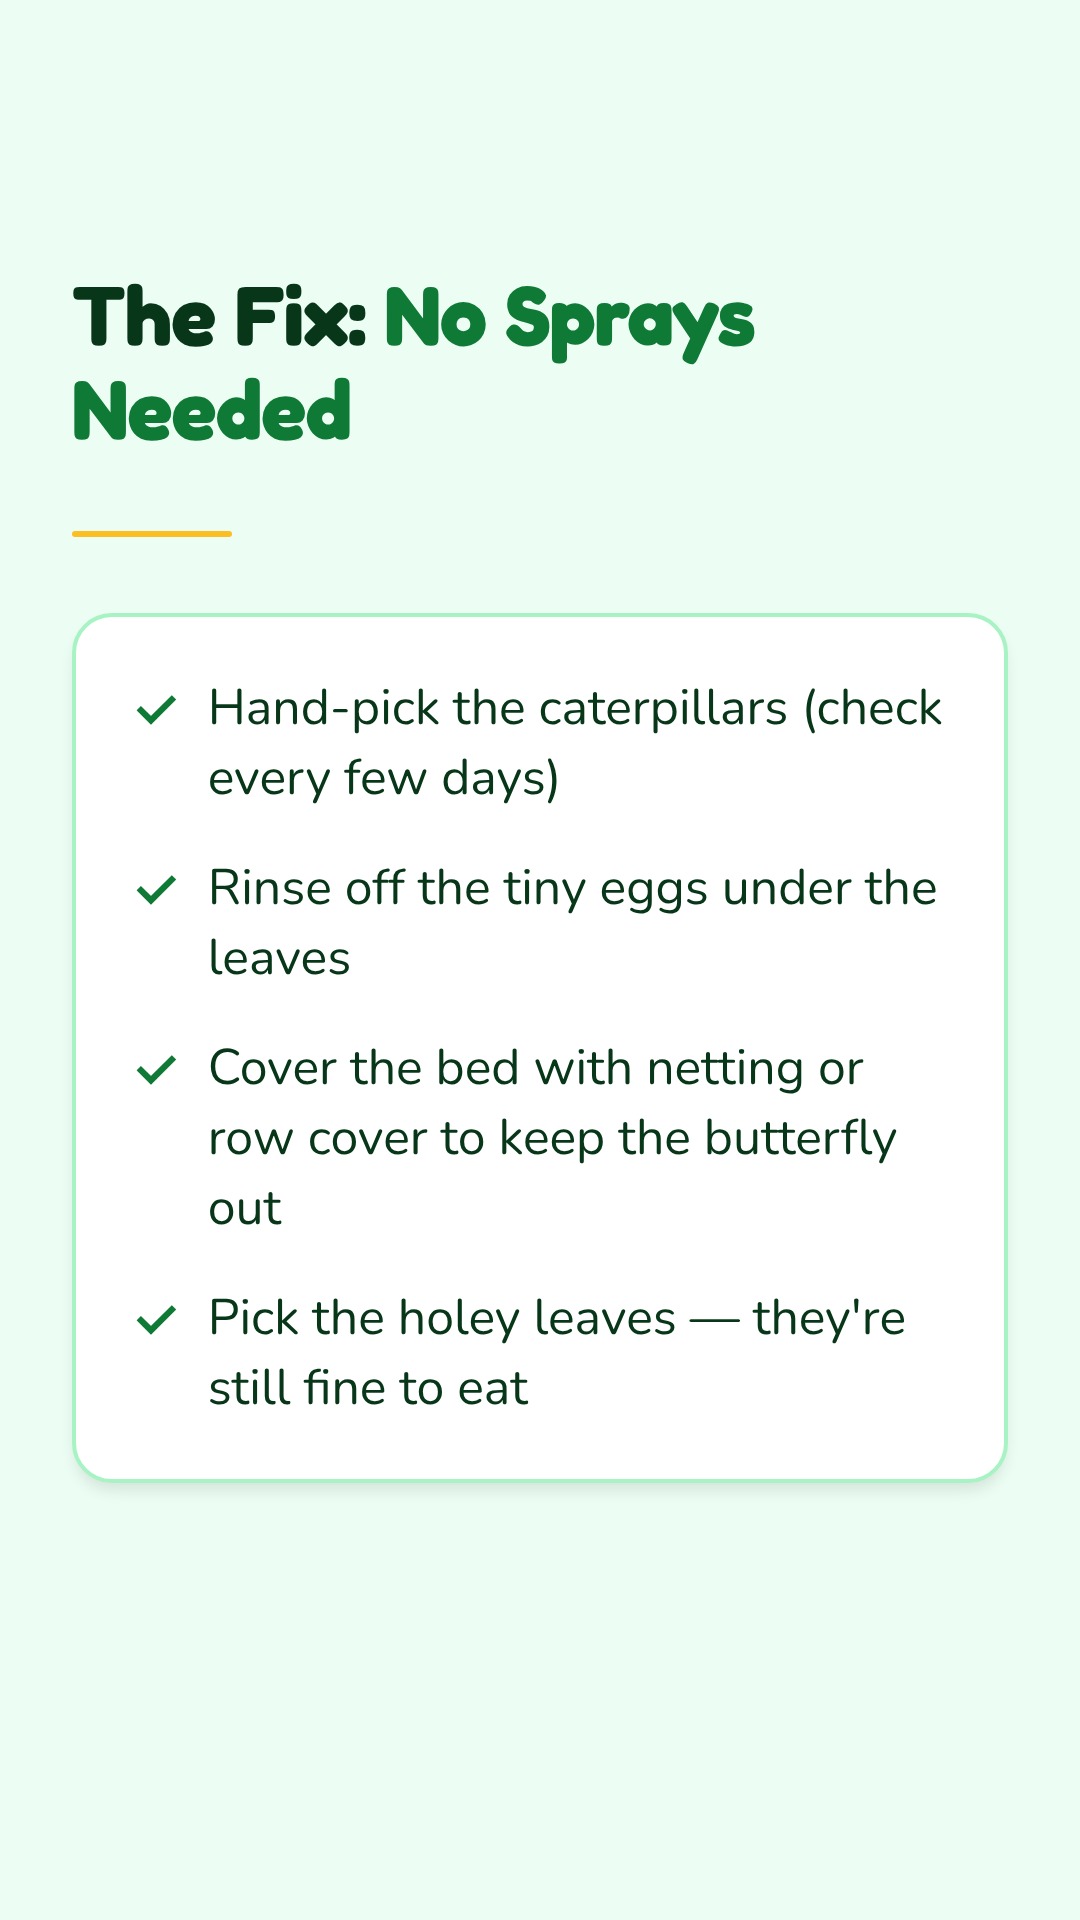 The Fix: No Sprays
Needed
Hand-pick the caterpillars (check
every few days)
Rinse off the tiny eggs under the
leaves
Cover the bed with netting or
row cover to keep the butterfly
out
Pick the holey leaves — they're
still fine to eat